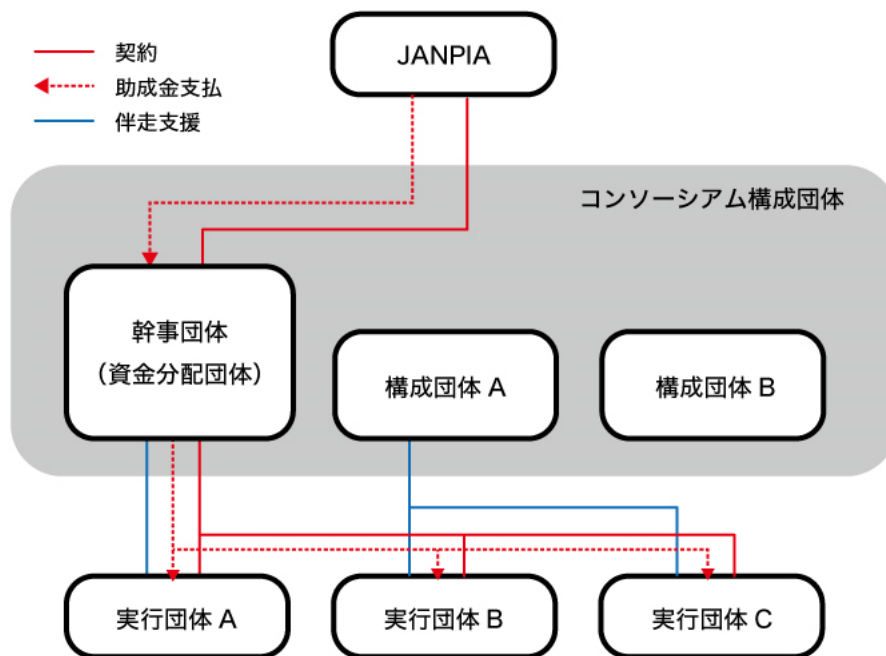 JANPIA
契約
助成金支払
伴走支援
コンソーシアム構成団体
幹事団体
（資金分配団体）
構成団体 A
構成団体 B
実行団体 A
実行団体 B
実行団体 C